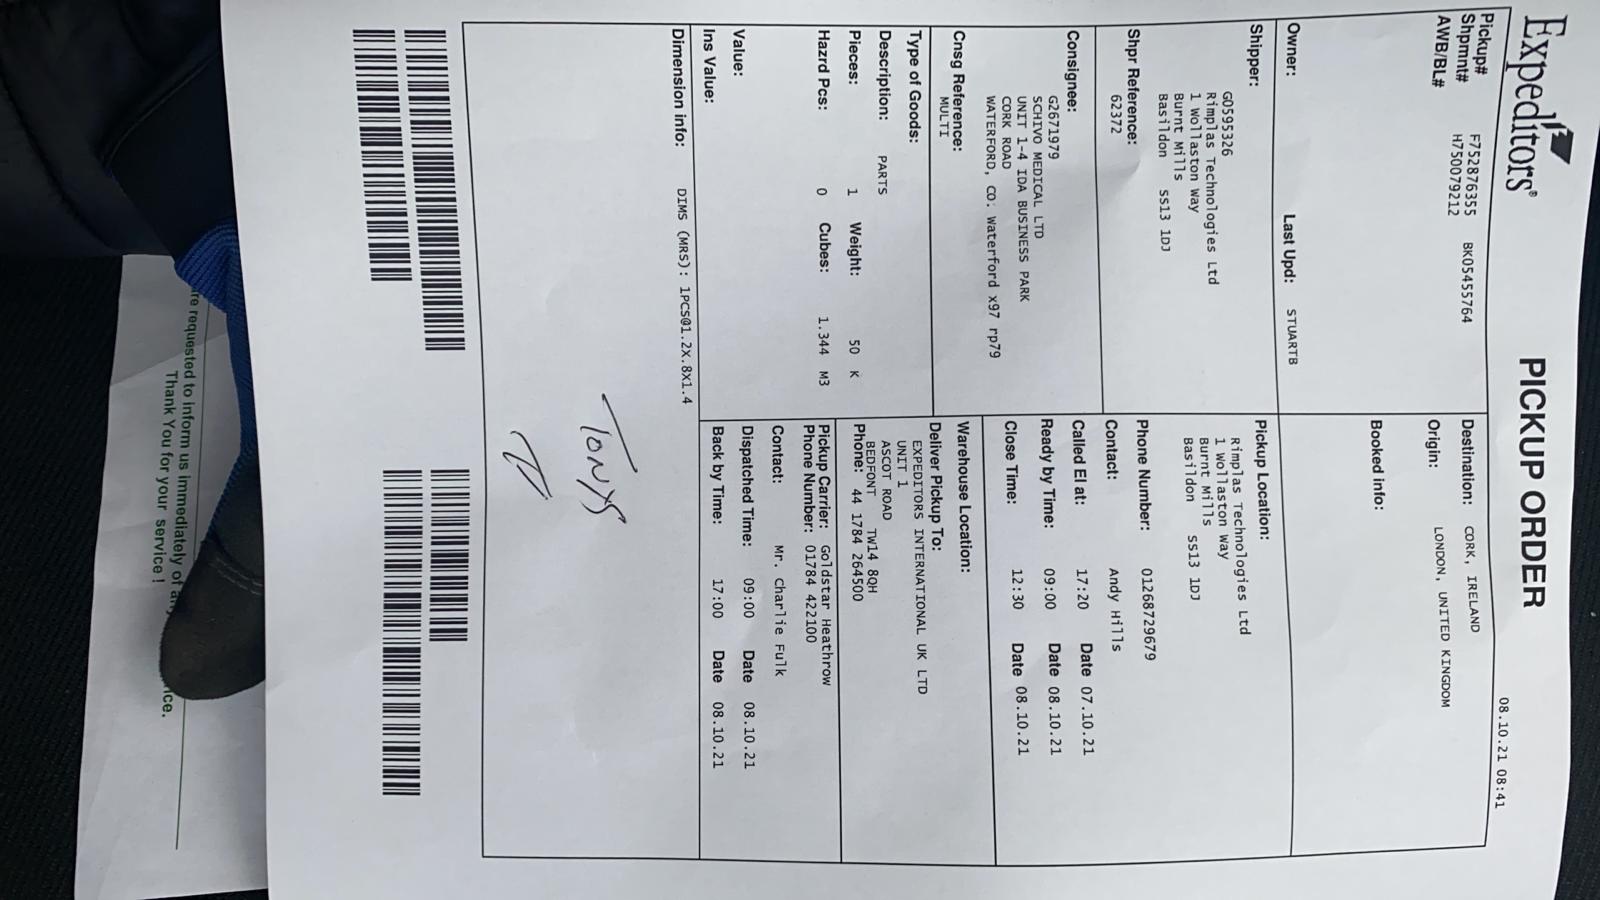 Expeditors®
PICKUP ORDER
08.10.21 08:41
Pickup# F752876355 BK05455764
Shpmnt# H750079212
AWB/BL#
Destination: CORK, IRELAND
Origin: LONDON, UNITED KINGDOM
Booked info:
Owner: Last Upd: STUARTB
Shipper:
G0595326
Rimplas Technologies Ltd
1 Wollaston Way
Burnt Mills
Basildon SS13 1DJ
Shpr Reference:
62372
Pickup Location:
Rimplas Technologies Ltd
1 Wollaston Way
Burnt Mills
Basildon SS13 1DJ
Phone Number: 01268729679
Contact: Andy Hills
Called EI at: 17:20 Date 07.10.21
Ready by Time: 09:00 Date 08.10.21
Close Time: 12:30 Date 08.10.21
Consignee:
G2671979
SCHIVO MEDICAL LTD
UNIT 1-4 IDA BUSINESS PARK
CORK ROAD
WATERFORD, CO. Waterford x97 rp79
Cnsg Reference:
MULTI
Warehouse Location:
Deliver Pickup To:
EXPEDITORS INTERNATIONAL UK LTD
UNIT 1
ASCOT ROAD
BEDFONT TW14 8QH
Phone: 44 1784 264500
Type of Goods:
Description: PARTS
Pieces: 1 Weight: 50 K
Hazrd Pcs: 0 Cubes: 1.344 M3
Value:
Ins Value:
Pickup Carrier: Goldstar Heathrow
Phone Number: 01784 422100
Contact: Mr. Charlie Fulk
Dispatched Time: 09:00 Date 08.10.21
Back by Time: 17:00 Date 08.10.21
Dimension info: DIMS (MRS): 1PCS@1.2X.8X1.4
TONY
re requested to inform us immediately of
Thank You for your service!